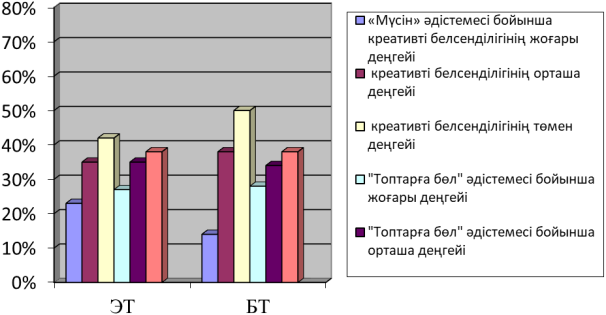 80%
70%
60%
50%
40%
30%
20%
10%
0%
ЭТ
БТ
«Мүсін» әдістемесі бойынша
креативті белсенділігінің жоғары
деңгейі
креативті белсенділігінің орташа
деңгейі
креативті белсенділігінің төмен
деңгейі
"Топтарға бөл" әдістемесі бойынша
жоғары деңгейі
"Топтарға бөл" әдістемесі бойынша
орташа деңгейі